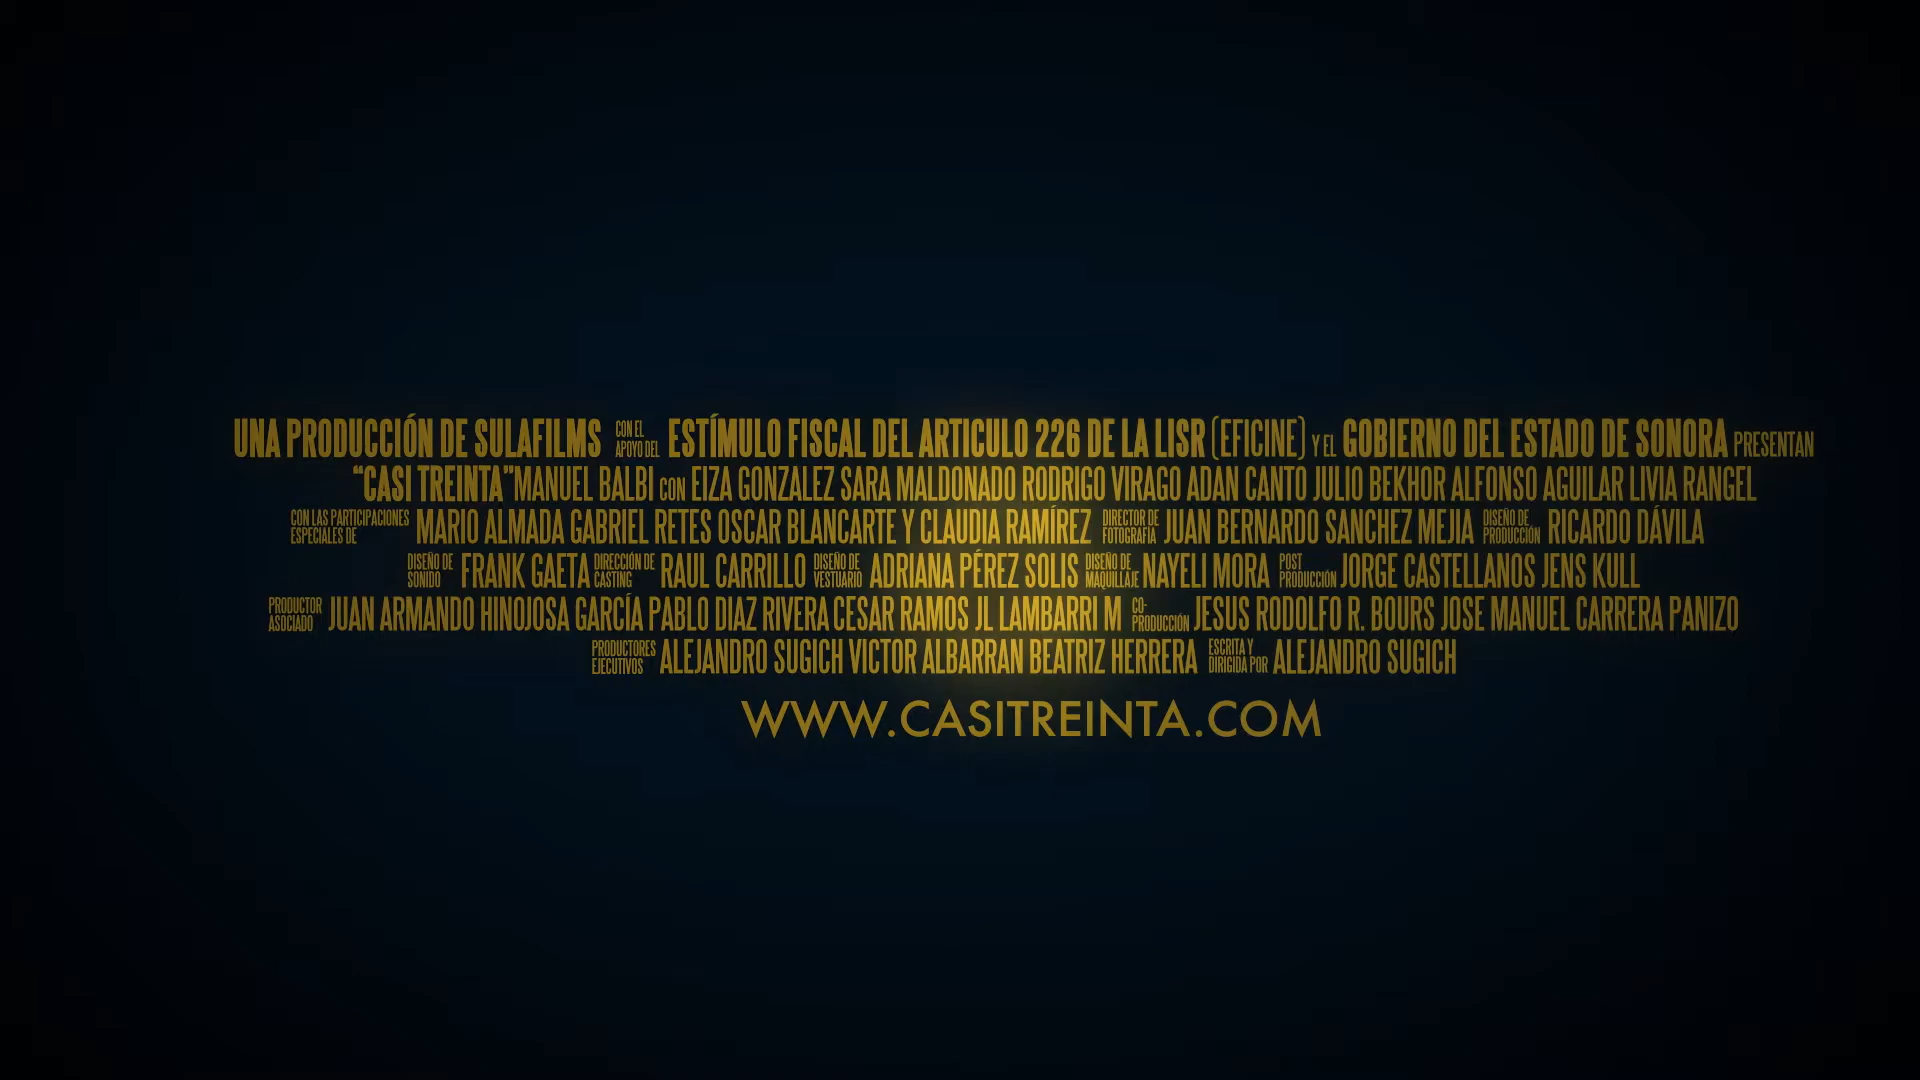 UNA PRODUCCIÓN DE SULAFILMS CON EL APOYO DEL ESTÍMULO FISCAL DEL ARTICULO 226 DE LA LISR (EFICINE) Y EL GOBIERNO DEL ESTADO DE SONORA PRESENTAN
“CASI TREINTA” MANUEL BALBI CON EIZA GONZALEZ SARA MALDONADO RODRIGO VIRAGO ADAN CANTO JULIO BEKHOR ALFONSO AGUILAR LIVIA RANGEL
CON LAS PARTICIPACIONES ESPECIALES DE MARIO ALMADA GABRIEL RETES OSCAR BLANCARTE Y CLAUDIA RAMÍREZ DIRECTOR DE FOTOGRAFÍA JUAN BERNARDO SANCHEZ MEJIA DISEÑO DE PRODUCCIÓN RICARDO DÁVILA
DISEÑO DE SONIDO FRANK GAETA DIRECCIÓN DE CASTING RAUL CARRILLO DISEÑO DE VESTUARIO ADRIANA PÉREZ SOLIS DISEÑO DE MAQUILLAJE NAYELI MORA POST PRODUCCIÓN JORGE CASTELLANOS JENS KULL
PRODUCTOR ASOCIADO JUAN ARMANDO HINOJOSA GARCÍA PABLO DIAZ RIVERA CESAR RAMOS JL LAMBARRI M CO-PRODUCCIÓN JESUS RODOLFO R. BOURS JOSE MANUEL CARRERA PANIZO
PRODUCTORES EJECUTIVOS ALEJANDRO SUGICH VICTOR ALBARRAN BEATRIZ HERRERA ESCRITA Y DIRIGIDA POR ALEJANDRO SUGICH
WWW.CASITREINTA.COM